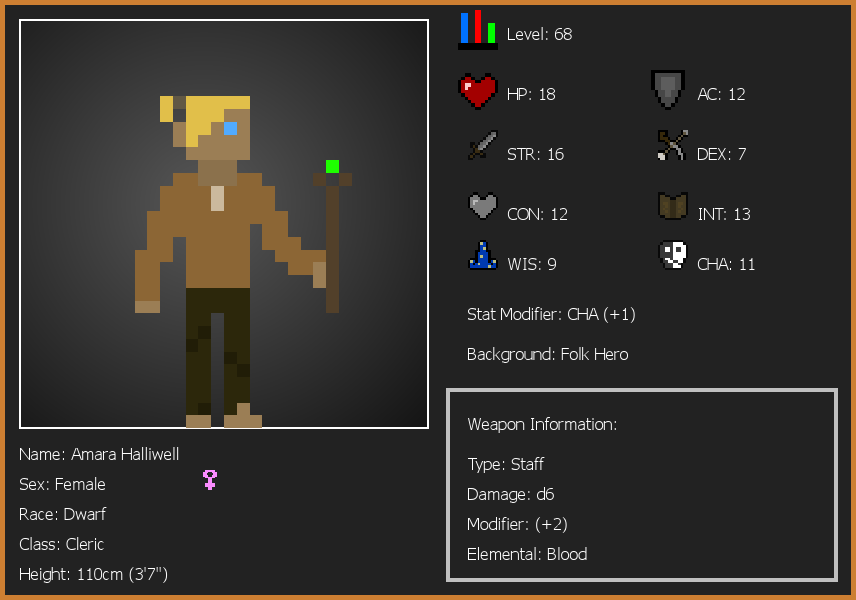 Level: 68
HP: 18
AC: 12
STR: 16
DEX: 7
CON: 12
INT: 13
WIS: 9
CHA: 11
Stat Modifier: CHA (+1)
Background: Folk Hero
Weapon Information:
Type: Staff
Damage: d6
Modifier: (+2)
Elemental: Blood
Name: Amara Halliwell
Sex: Female
Race: Dwarf
Class: Cleric
Height: 110cm (3'7")